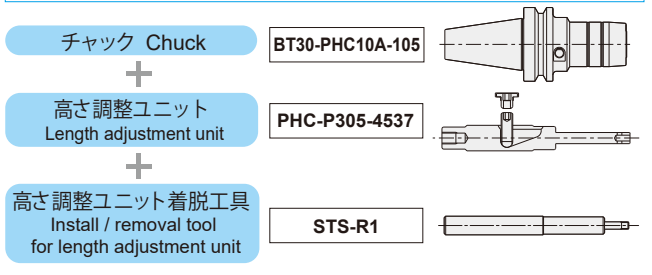 チャック Chuck
BT30-PHC10A-105
高さ調整ユニット
Length adjustment unit
PHC-P305-4537
高さ調整ユニット着脱工具
Install / removal tool
for length adjustment unit
STS-R1